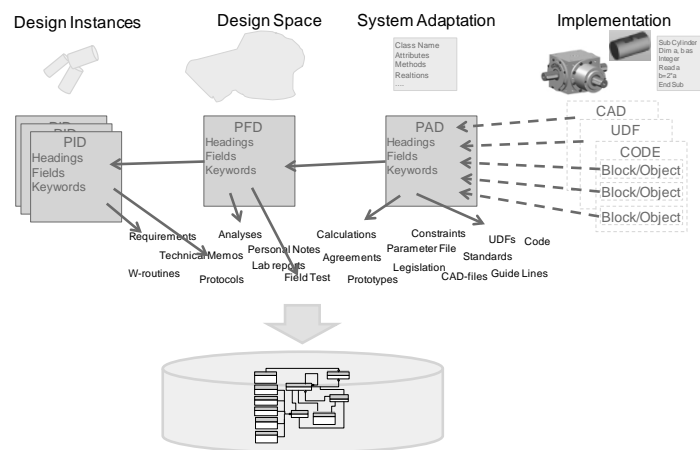 Design Instances
Design Space
System Adaptation
Implementation
Class Name
Attributes
Methods
Realtions
....
Sub Cylinder
Dim a, b as
Integer
Read a
b=2*a
End Sub
PID
PID
PID
Headings
Fields
Keywords
PFD
Headings
Fields
Keywords
PAD
Headings
Fields
Keywords
CAD
UDF
CODE
Block/Object
Block/Object
Block/Object
Requirements
Technical Memos
W-routines
Protocols
Analyses
Personal Notes
Lab reports
Field Test
Calculations
Agreements
Prototypes
Constraints
Parameter File
Legislation
CAD-files
UDFs
Code
Standards
Guide Lines